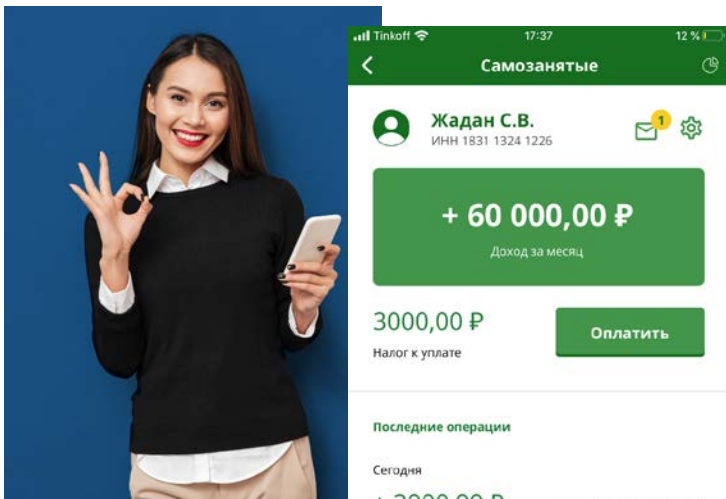 Tinkoff 17:37 12 %
Самозанятые
Жадан С.В.
1
ИНН 1831 1324 1226
+ 60 000,00 ₽
Доход за месяц
3000,00 ₽
Оплатить
Налог к уплате
Последние операции
Сегодня